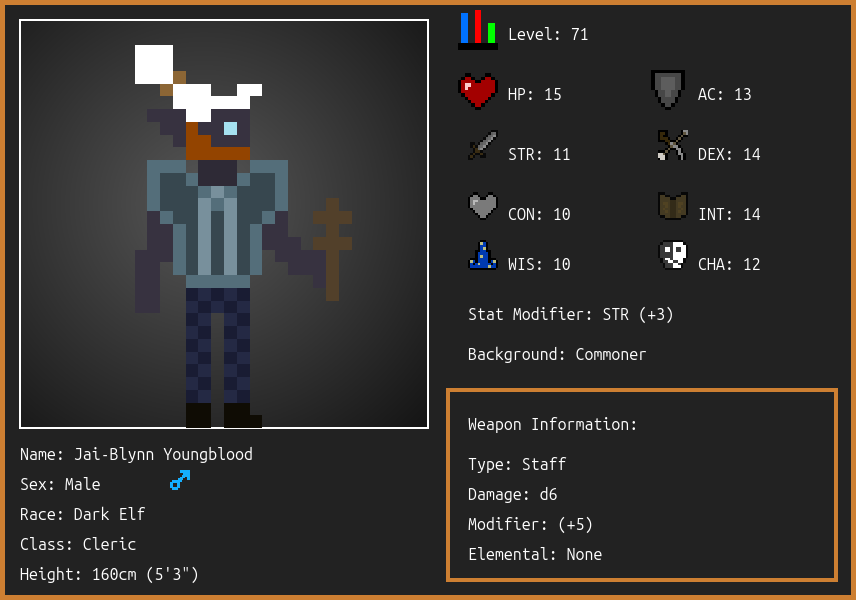 Level: 71
HP: 15
AC: 13
STR: 11
DEX: 14
CON: 10
INT: 14
WIS: 10
CHA: 12
Stat Modifier: STR (+3)
Background: Commoner
Weapon Information:
Type: Staff
Damage: d6
Modifier: (+5)
Elemental: None
Name: Jai-Blynn Youngblood
Sex: Male
Race: Dark Elf
Class: Cleric
Height: 160cm (5'3")